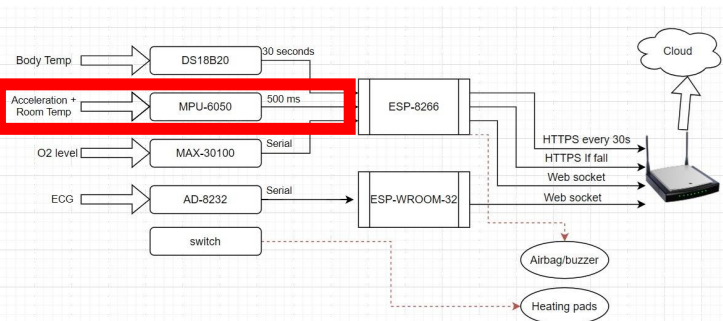 Body Temp
DS18B20
30 seconds
Acceleration +
Room Temp
MPU-6050
500 ms
ESP-8266
O2 level
MAX-30100
Serial
ECG
AD-8232
Serial
ESP-WROOM-32
switch
HTTPS every 30s
HTTPS If fall
Web socket
Web socket
Cloud
Airbag/buzzer
Heating pads